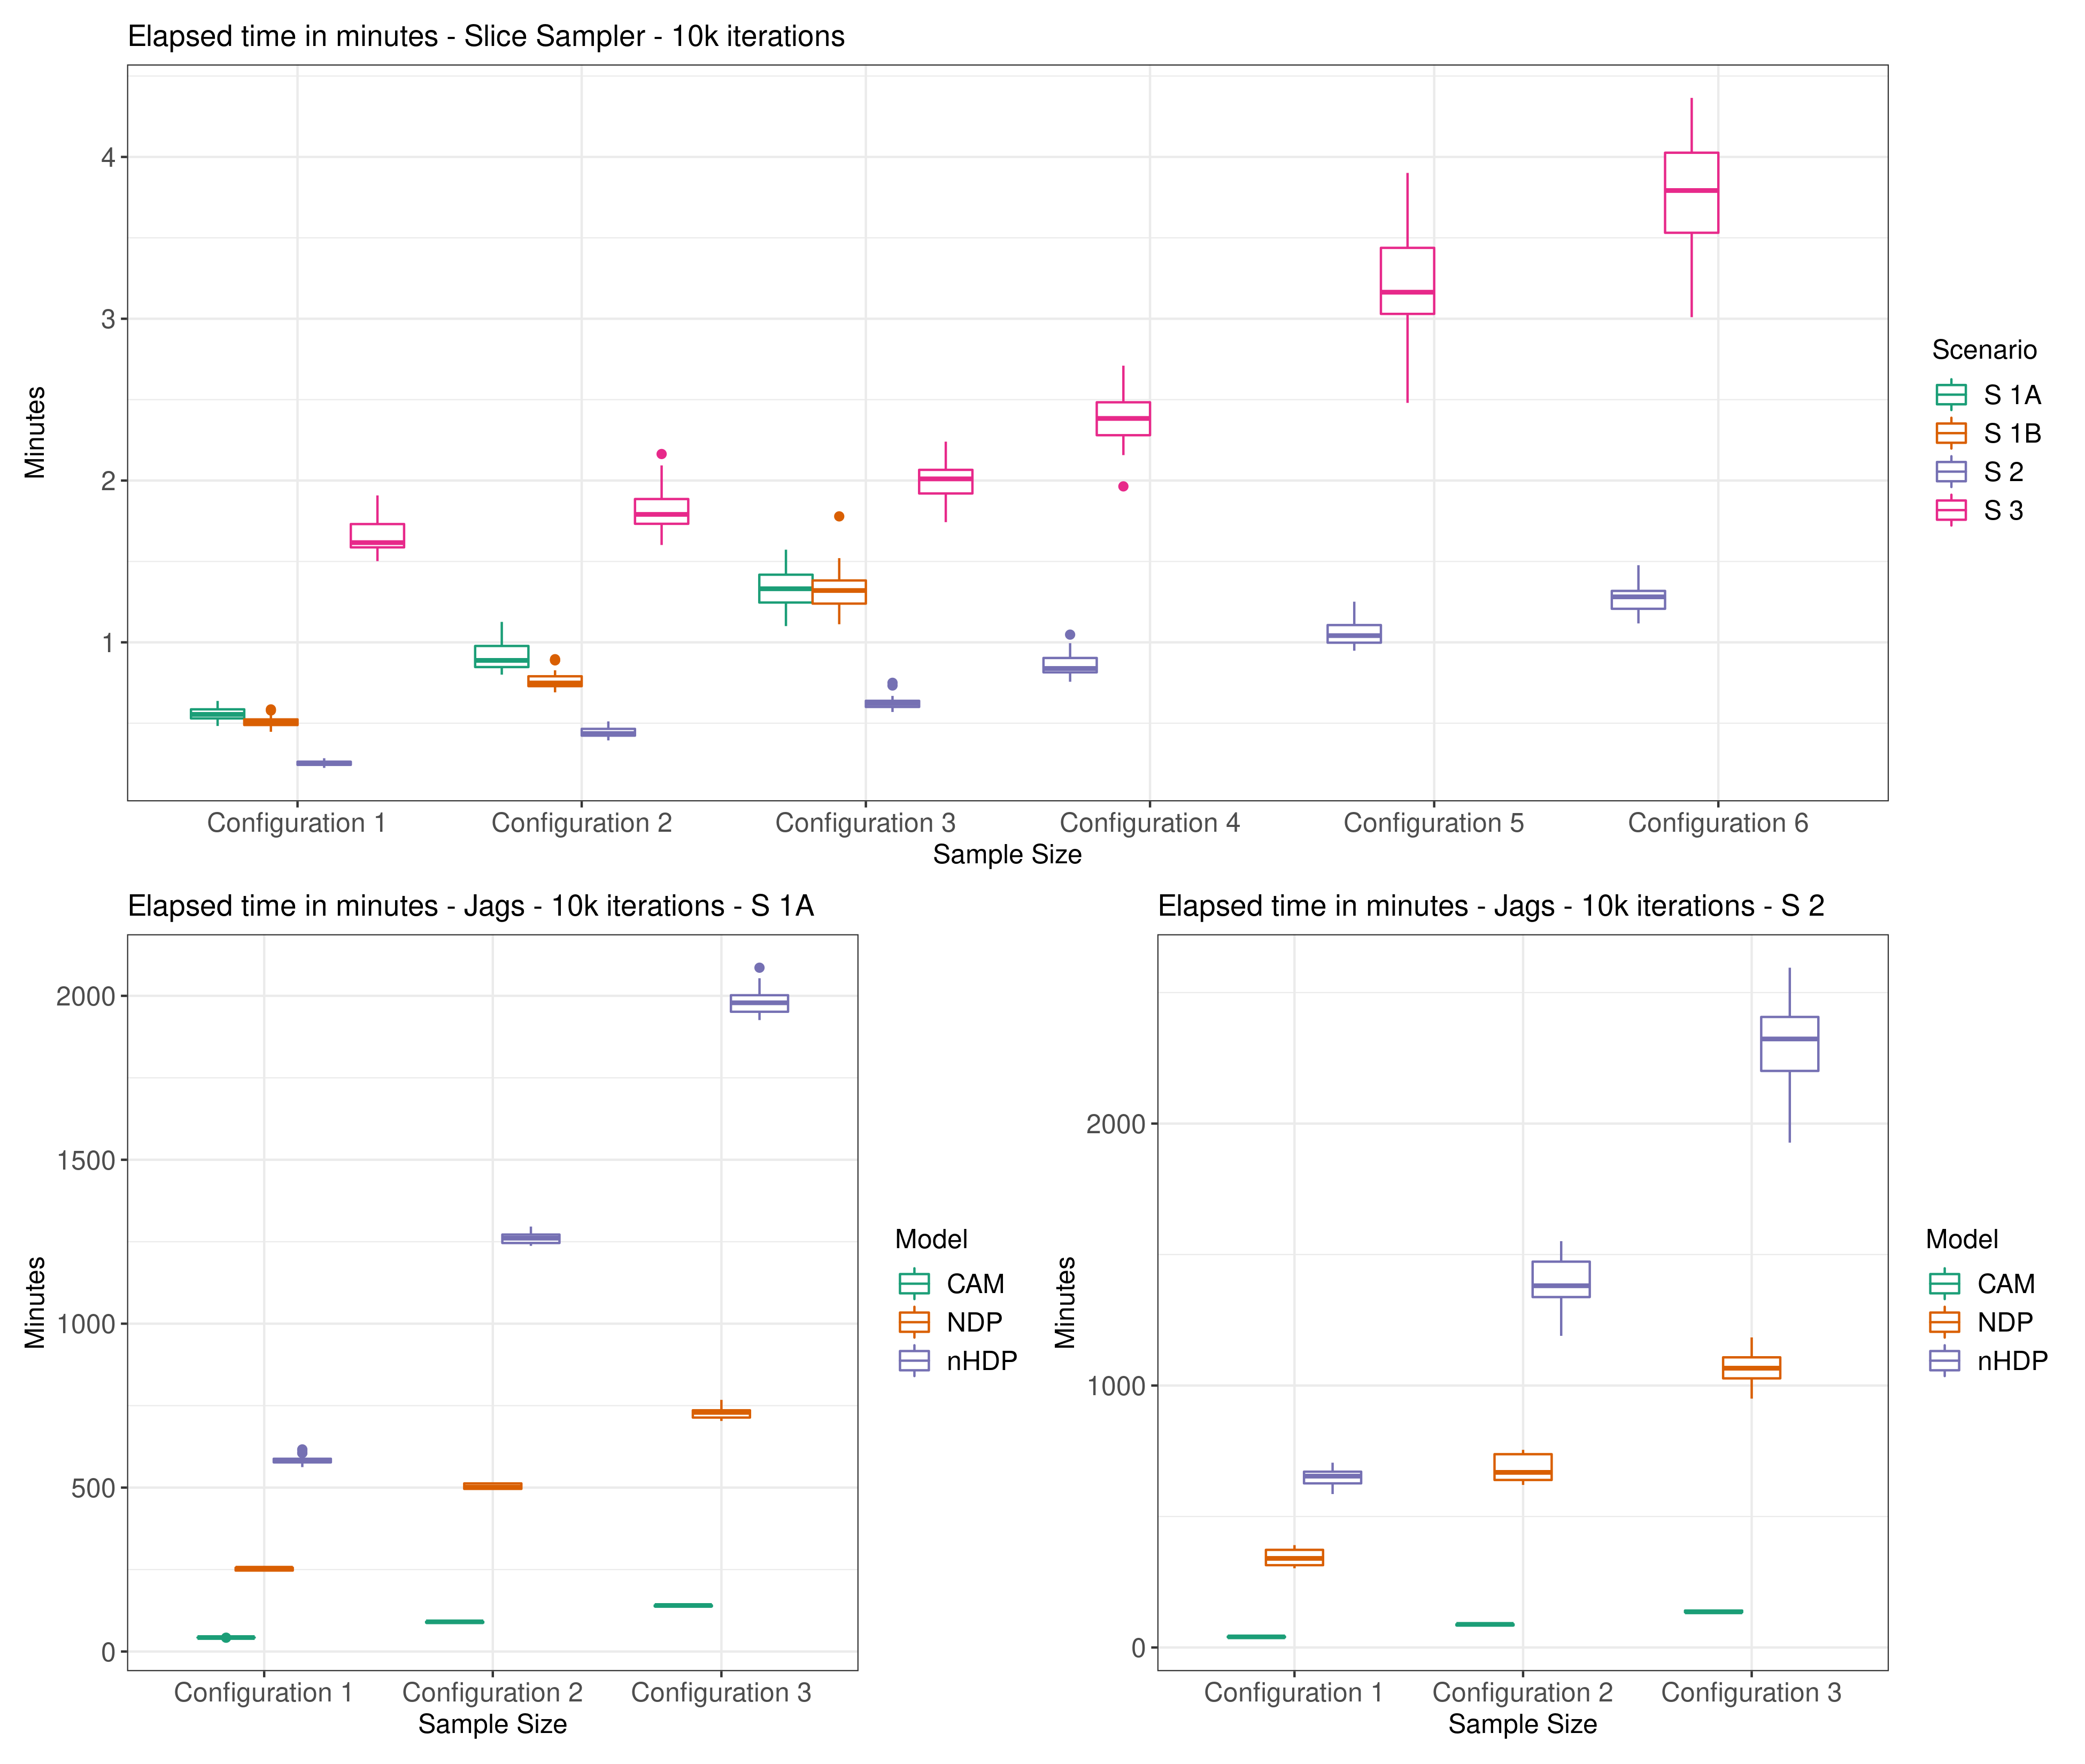 Elapsed time in minutes - Slice Sampler - 10k iterations
Minutes
4
3
2
1
Configuration 1
Configuration 2
Configuration 3
Configuration 4
Configuration 5
Configuration 6
Sample Size
Scenario
S 1A
S 1B
S 2
S 3
Elapsed time in minutes - Jags - 10k iterations - S 1A
Minutes
2000
1500
1000
500
0
Configuration 1
Configuration 2
Configuration 3
Sample Size
Model
CAM
NDP
nHDP
Elapsed time in minutes - Jags - 10k iterations - S 2
Minutes
2000
1000
0
Configuration 1
Configuration 2
Configuration 3
Sample Size
Model
CAM
NDP
nHDP